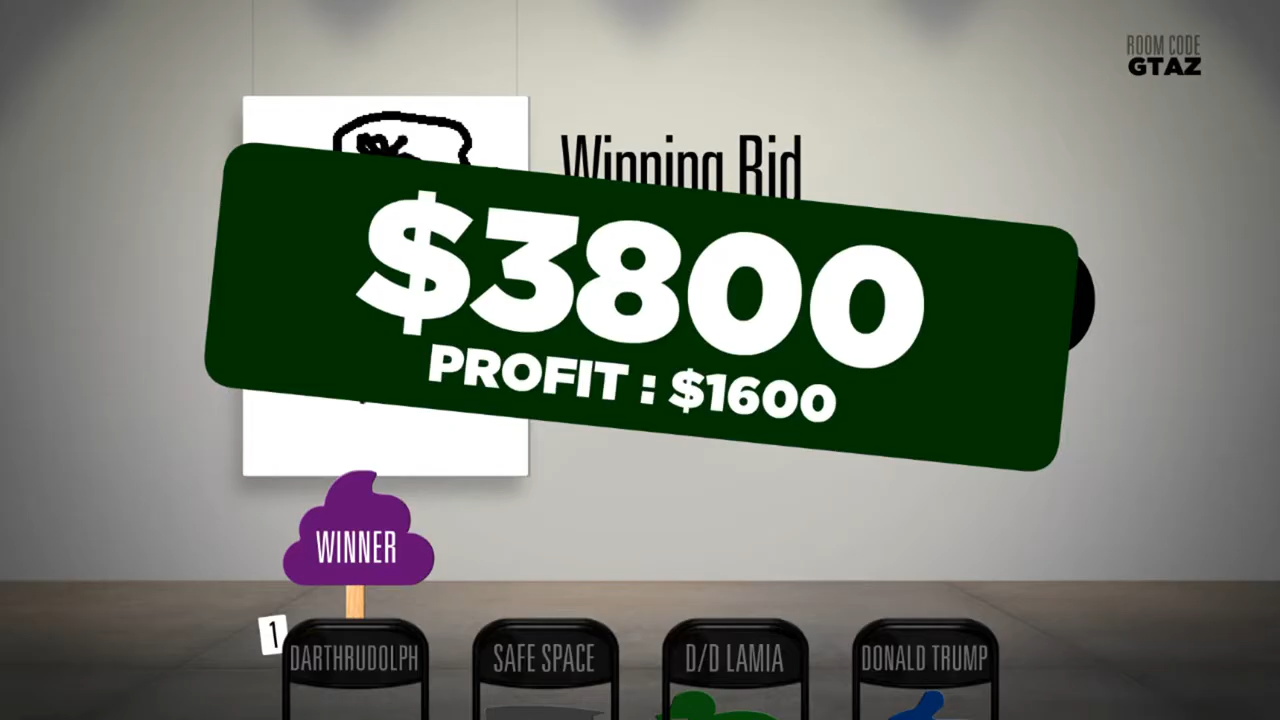 ROOM CODE
GTAZ
Winning Bid
$3800
PROFIT : $1600
WINNER
1
DARTHRUDOLPH
SAFE SPACE
D/D LAMIA
DONALD TRUMP